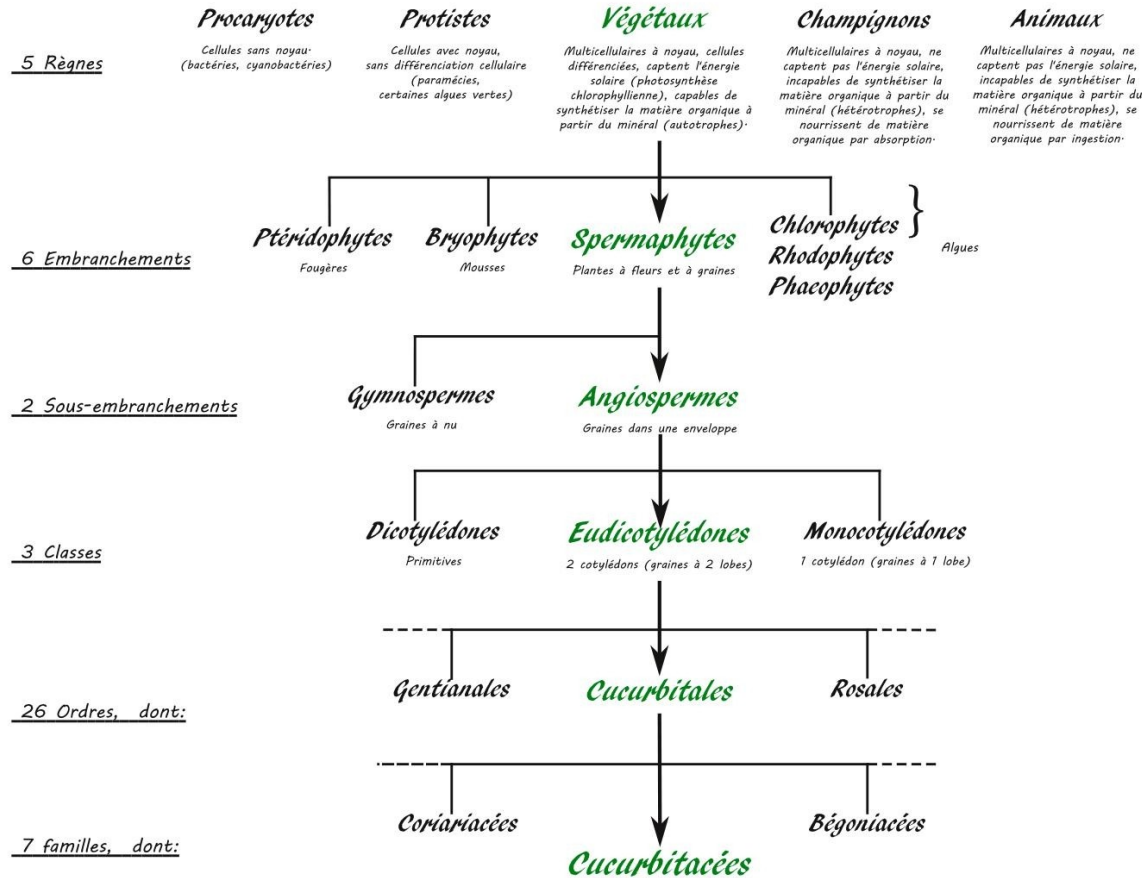 Procaryotes
Protistes
Végétaux
Champignons
Animaux
5 Règnes
Cellules sans noyau·
(bactéries, cyanobactéries)
Cellules avec noyau,
sans différenciation cellulaire
(paramécies,
certaines algues vertes)
Multicellulaires à noyau, cellules
différenciées, captent l'énergie
solaire (photosynthèse
chlorophyllienne), capables de
synthétiser la matière organique à
partir du minéral (autotrophes)·
Multicellulaires à noyau, ne
captent pas l'énergie solaire,
incapables de synthétiser la
matière organique à partir du
minéral (hétérotrophes), se
nourrissent de matière
organique par absorption·
Multicellulaires à noyau, ne
captent pas l'énergie solaire,
incapables de synthétiser la
matière organique à partir du
minéral (hétérotrophes), se
nourrissent de matière
organique par ingestion·
6 Embranchements
Ptéridophytes
Fougères
Bryophytes
Mousses
Spermaphytes
Plantes à fleurs et à graines
Chlorophytes
Rhodophytes
Phaeophytes
}
Algues
2 Sous-embranchements
Gymnospermes
Graines à nu
Angiospermes
Graines dans une enveloppe
3 Classes
Dicotylédones
Primitives
Eudicotylédones
2 cotylédons (graines à 2 lobes)
Monocotylédones
1 cotylédon (graines à 1 lobe)
26 Ordres, dont:
Gentianales
Cucurbitales
Rosales
7 familles, dont:
Coriariacées
Cucurbitacées
Bégoniacées